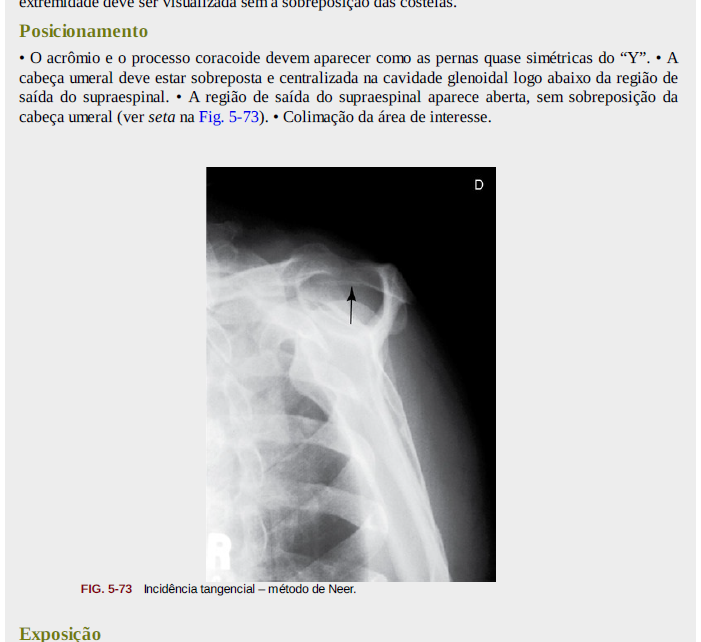 extremidade deve ser visualizada sem a sobreposição das costelas.
Posicionamento
• O acrômio e o processo coracoide devem aparecer como as pernas quase simétricas do “Y”. • A
cabeça umeral deve estar sobreposta e centralizada na cavidade glenoidal logo abaixo da região de
saída do supraespinal. • A região de saída do supraespinal aparece aberta, sem sobreposição da
cabeça umeral (ver seta na Fig. 5-73). • Colimação da área de interesse.
D
R
FIG. 5-73 Incidência tangencial – método de Neer.
Exposição